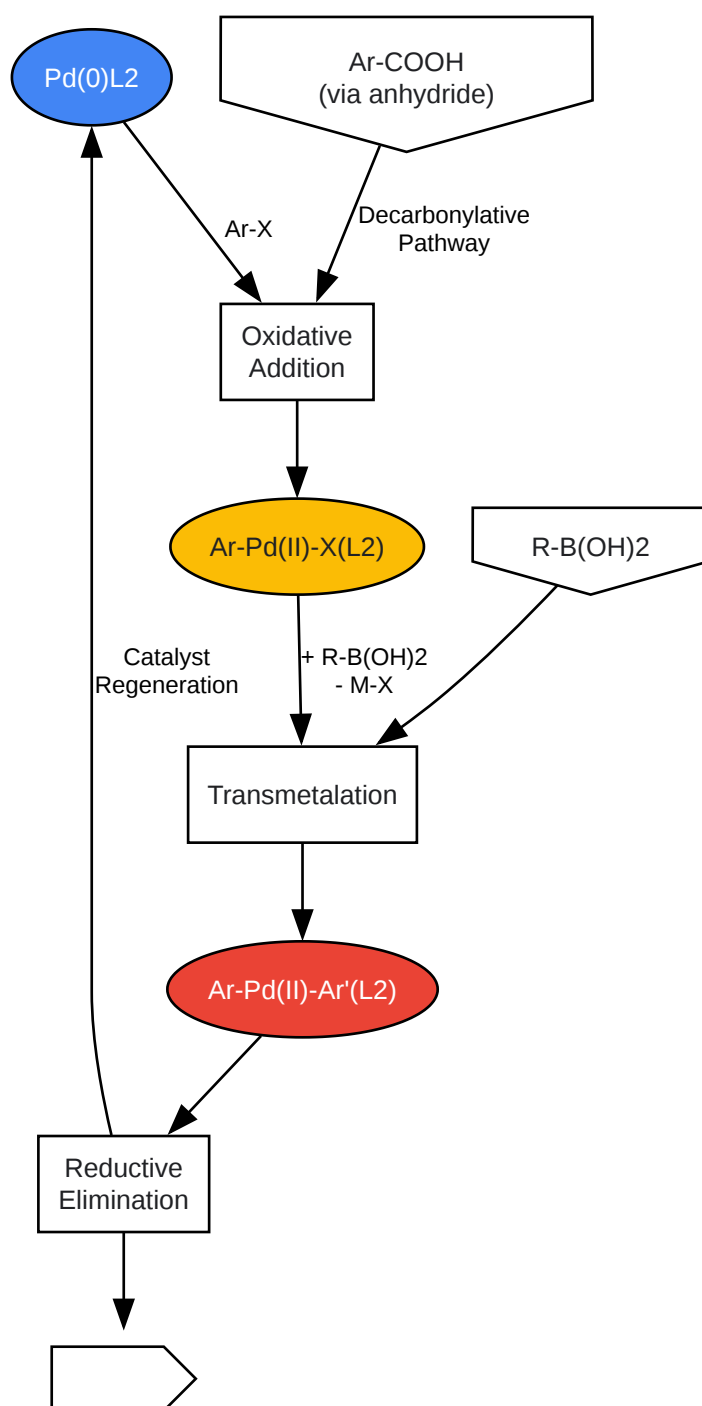 Pd(0)L2
Ar-COOH
(via anhydride)
Ar-X
Decarbonylative
Pathway
Oxidative
Addition
Ar-Pd(II)-X(L2)
R-B(OH)2
Catalyst
Regeneration
+ R-B(OH)2
- M-X
Transmetalation
Ar-Pd(II)-Ar'(L2)
Reductive
Elimination